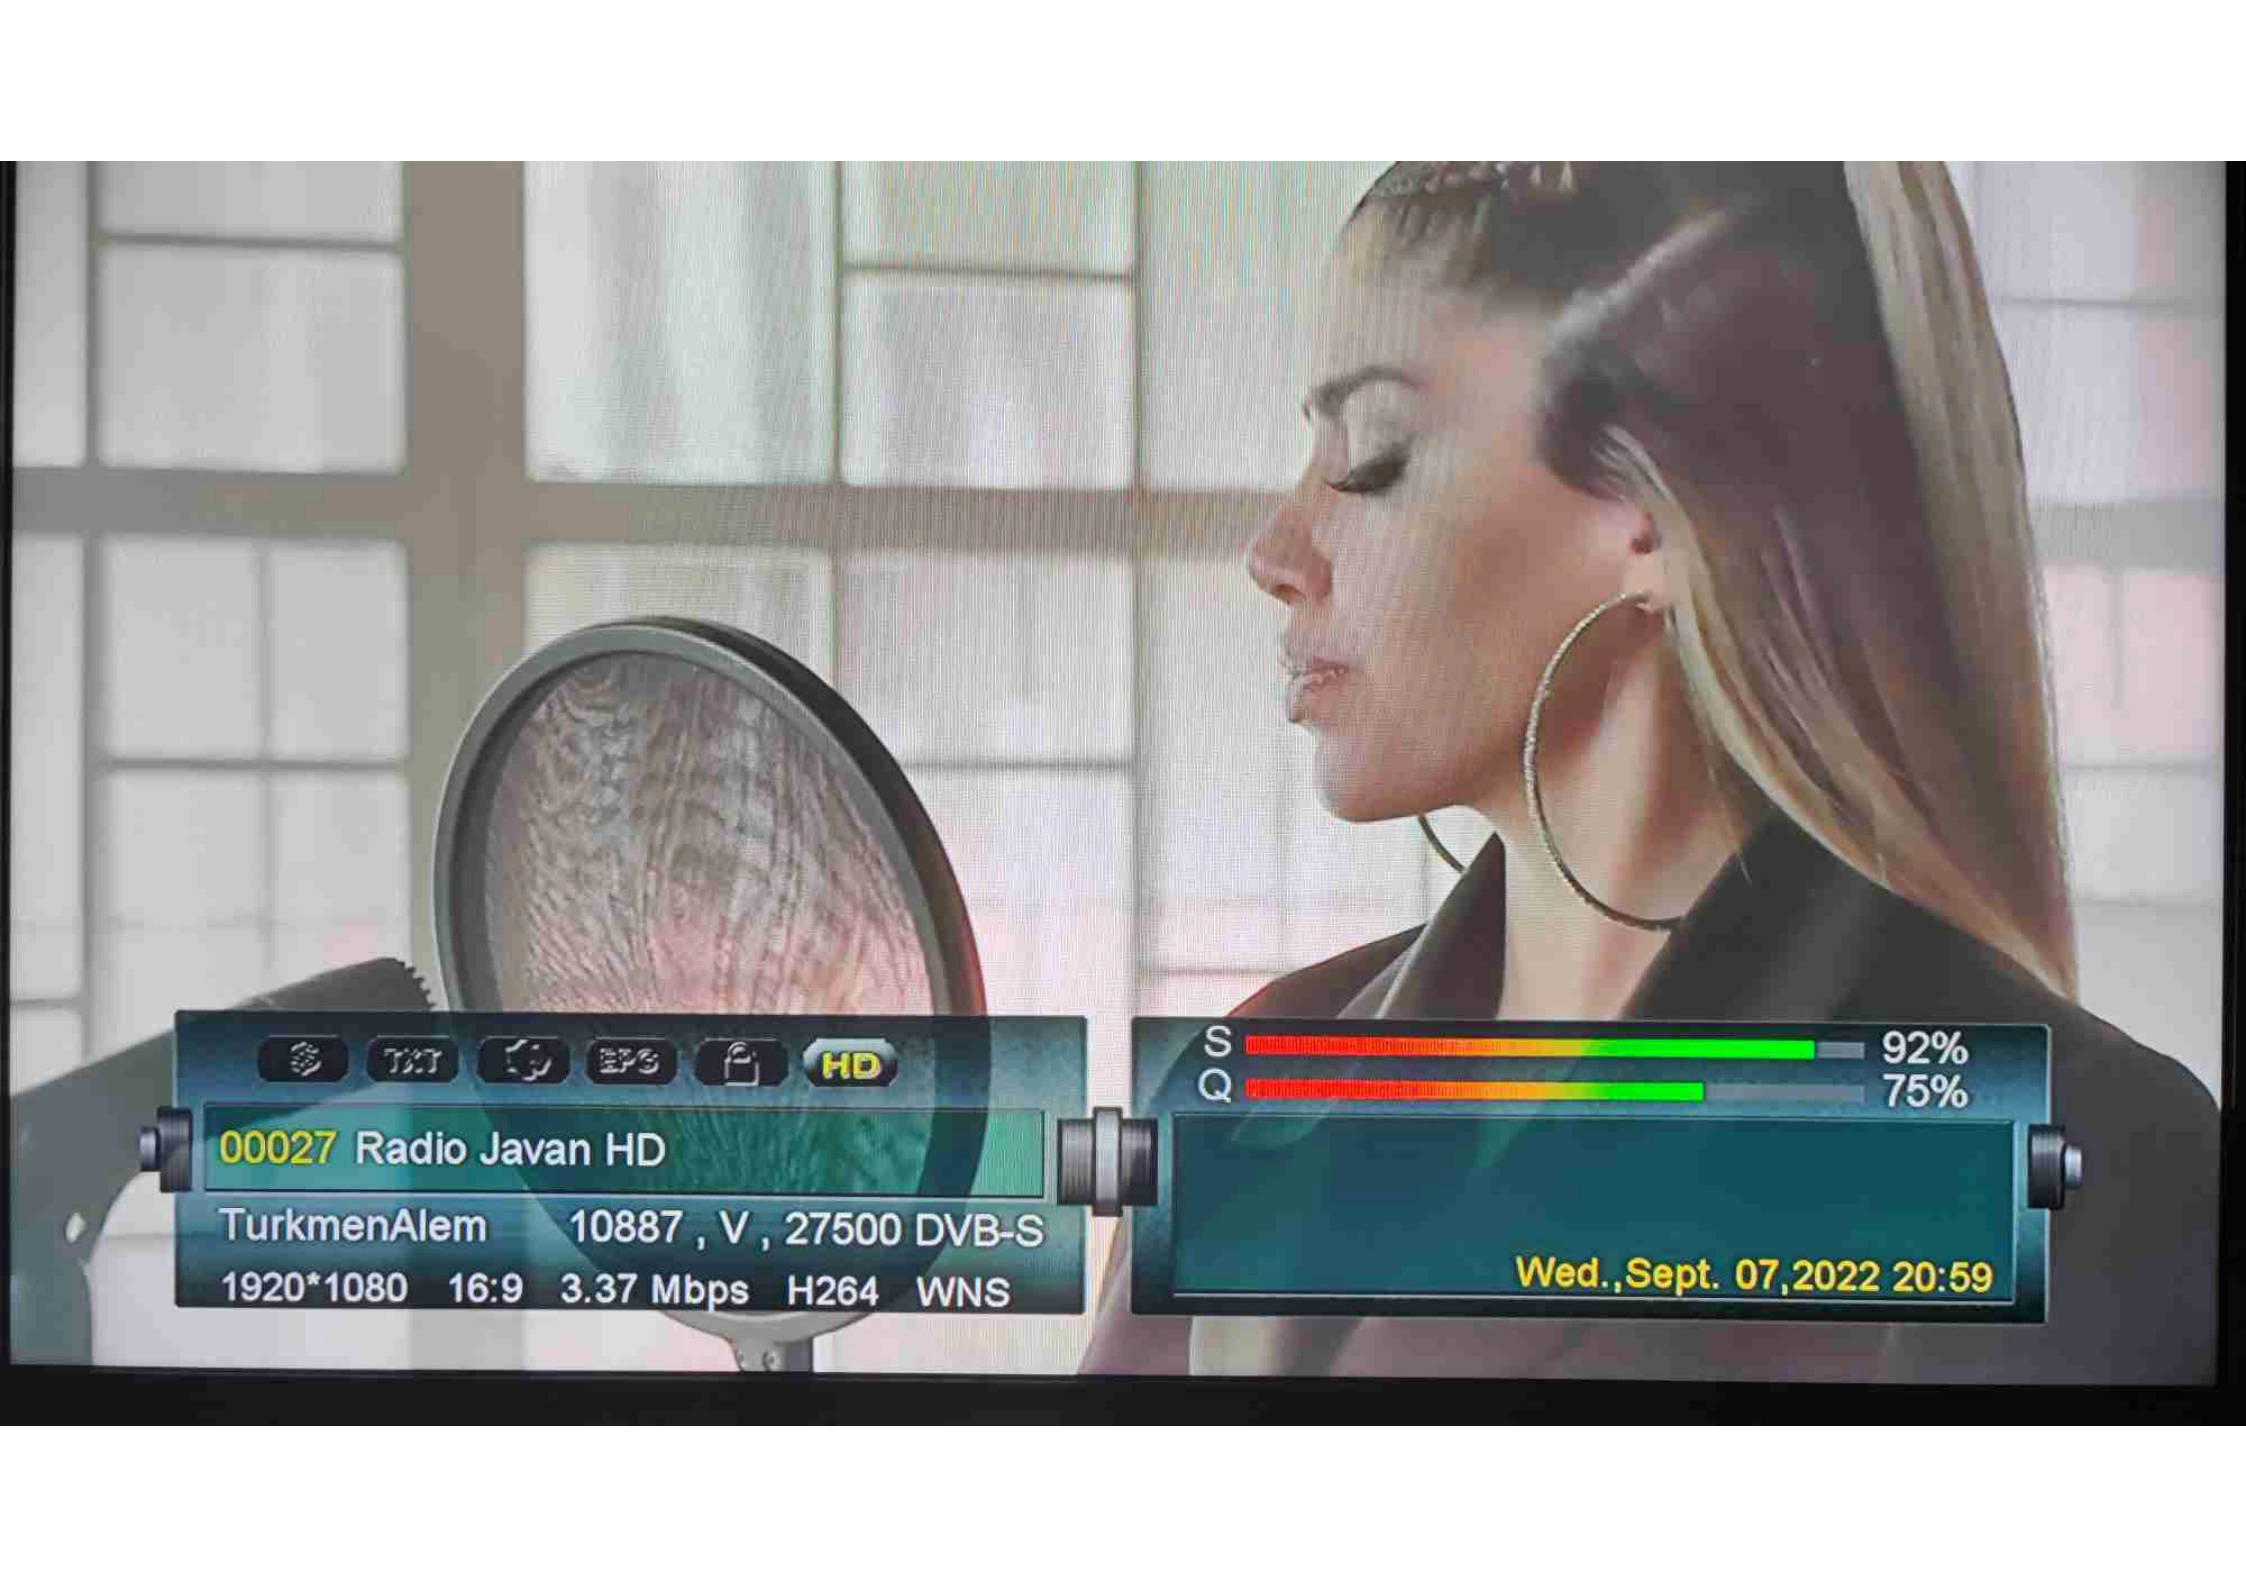 TXT EPG HD
00027 Radio Javan HD
TurkmenAlem 10887 , V , 27500 DVB-S
1920*1080 16:9 3.37 Mbps H264 WNS
S 92%
Q 75%
Wed.,Sept. 07,2022 20:59